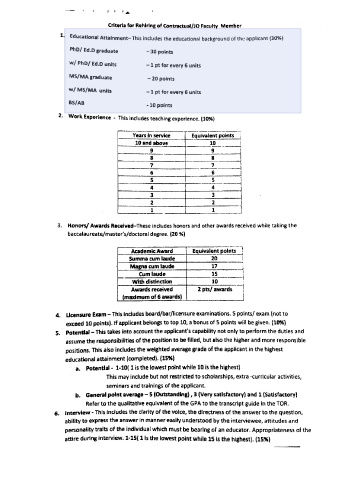 Criteria for Rehiring of Contractual/JO Faculty Member
1. Educational Attainment– This includes the educational background of the applicant (30%)
PhD/ Ed.D graduate – 30 points
w/ PhD/ Ed.D units – 1 pt for every 6 units
MS/MA graduate – 20 points
w/ MS/MA units – 1 pt for every 6 units
BS/AB - 10 points
2. Work Experience - This includes teaching experience. (10%)
Years in service Equivalent points
10 and above 10
9 9
8 8
7 7
6 6
5 5
4 4
3 3
2 2
1 1
3. Honors/ Awards Received–These includes honors and other awards received while taking the
baccalaureate/master's/doctoral degree. (20 %)
Academic Award Equivalent points
Summa cum laude 20
Magna cum laude 17
Cum laude 15
With distinction 10
Awards received 2 pts/ awards
(maximum of 6 awards)
4. Licensure Exam – This includes board/bar/licensure examinations. 5 points/ exam (not to
exceed 10 points). If applicant belongs to top 10, a bonus of 5 points will be given. (10%)
5. Potential – This takes into account the applicant's capability not only to perform the duties and
assume the responsibilities of the position to be filled, but also the higher and more responsible
positions. This also includes the weighted average grade of the applicant in the highest
educational attainment (completed). (15%)
a. Potential - 1-10( 1 is the lowest point while 10 is highest)
This may include but not restricted to scholarships, extra -curricular activities,
seminars and trainings of the applicant.
b. General point average – 5 (Outstanding) , 3 (Very satisfactory) and 1 (Satisfactory)
Refer to the qualitative equivalent of the GPA to the transcript guide in the TOR.
6. Interview - This includes the clarity of the voice, the directness of the answer to the question,
ability to express the answer in manner easily understood by the interviewee, attitudes and
personality traits of the individual which must be bearing of an educator. Appropriateness of the
attire during interview. 1-15( 1 is the lowest point while 15 is the highest). (15%)